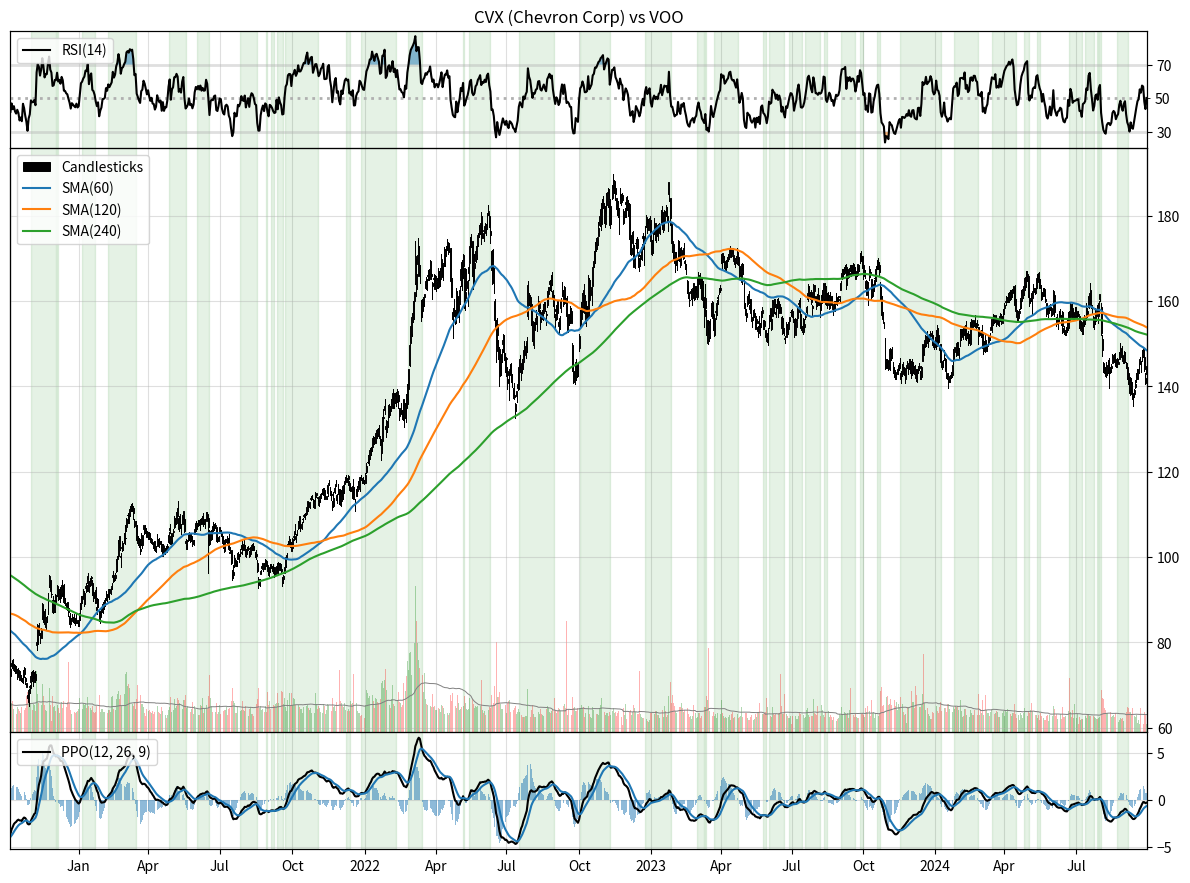 CVX (Chevron Corp) vs VOO
RSI(14)
70
50
30
Candlesticks
SMA(60)
SMA(120)
SMA(240)
180
160
140
120
100
80
60
PPO(12, 26, 9)
5
0
−5
Jan Apr Jul Oct 2022 Apr Jul Oct 2023 Apr Jul Oct 2024 Apr Jul